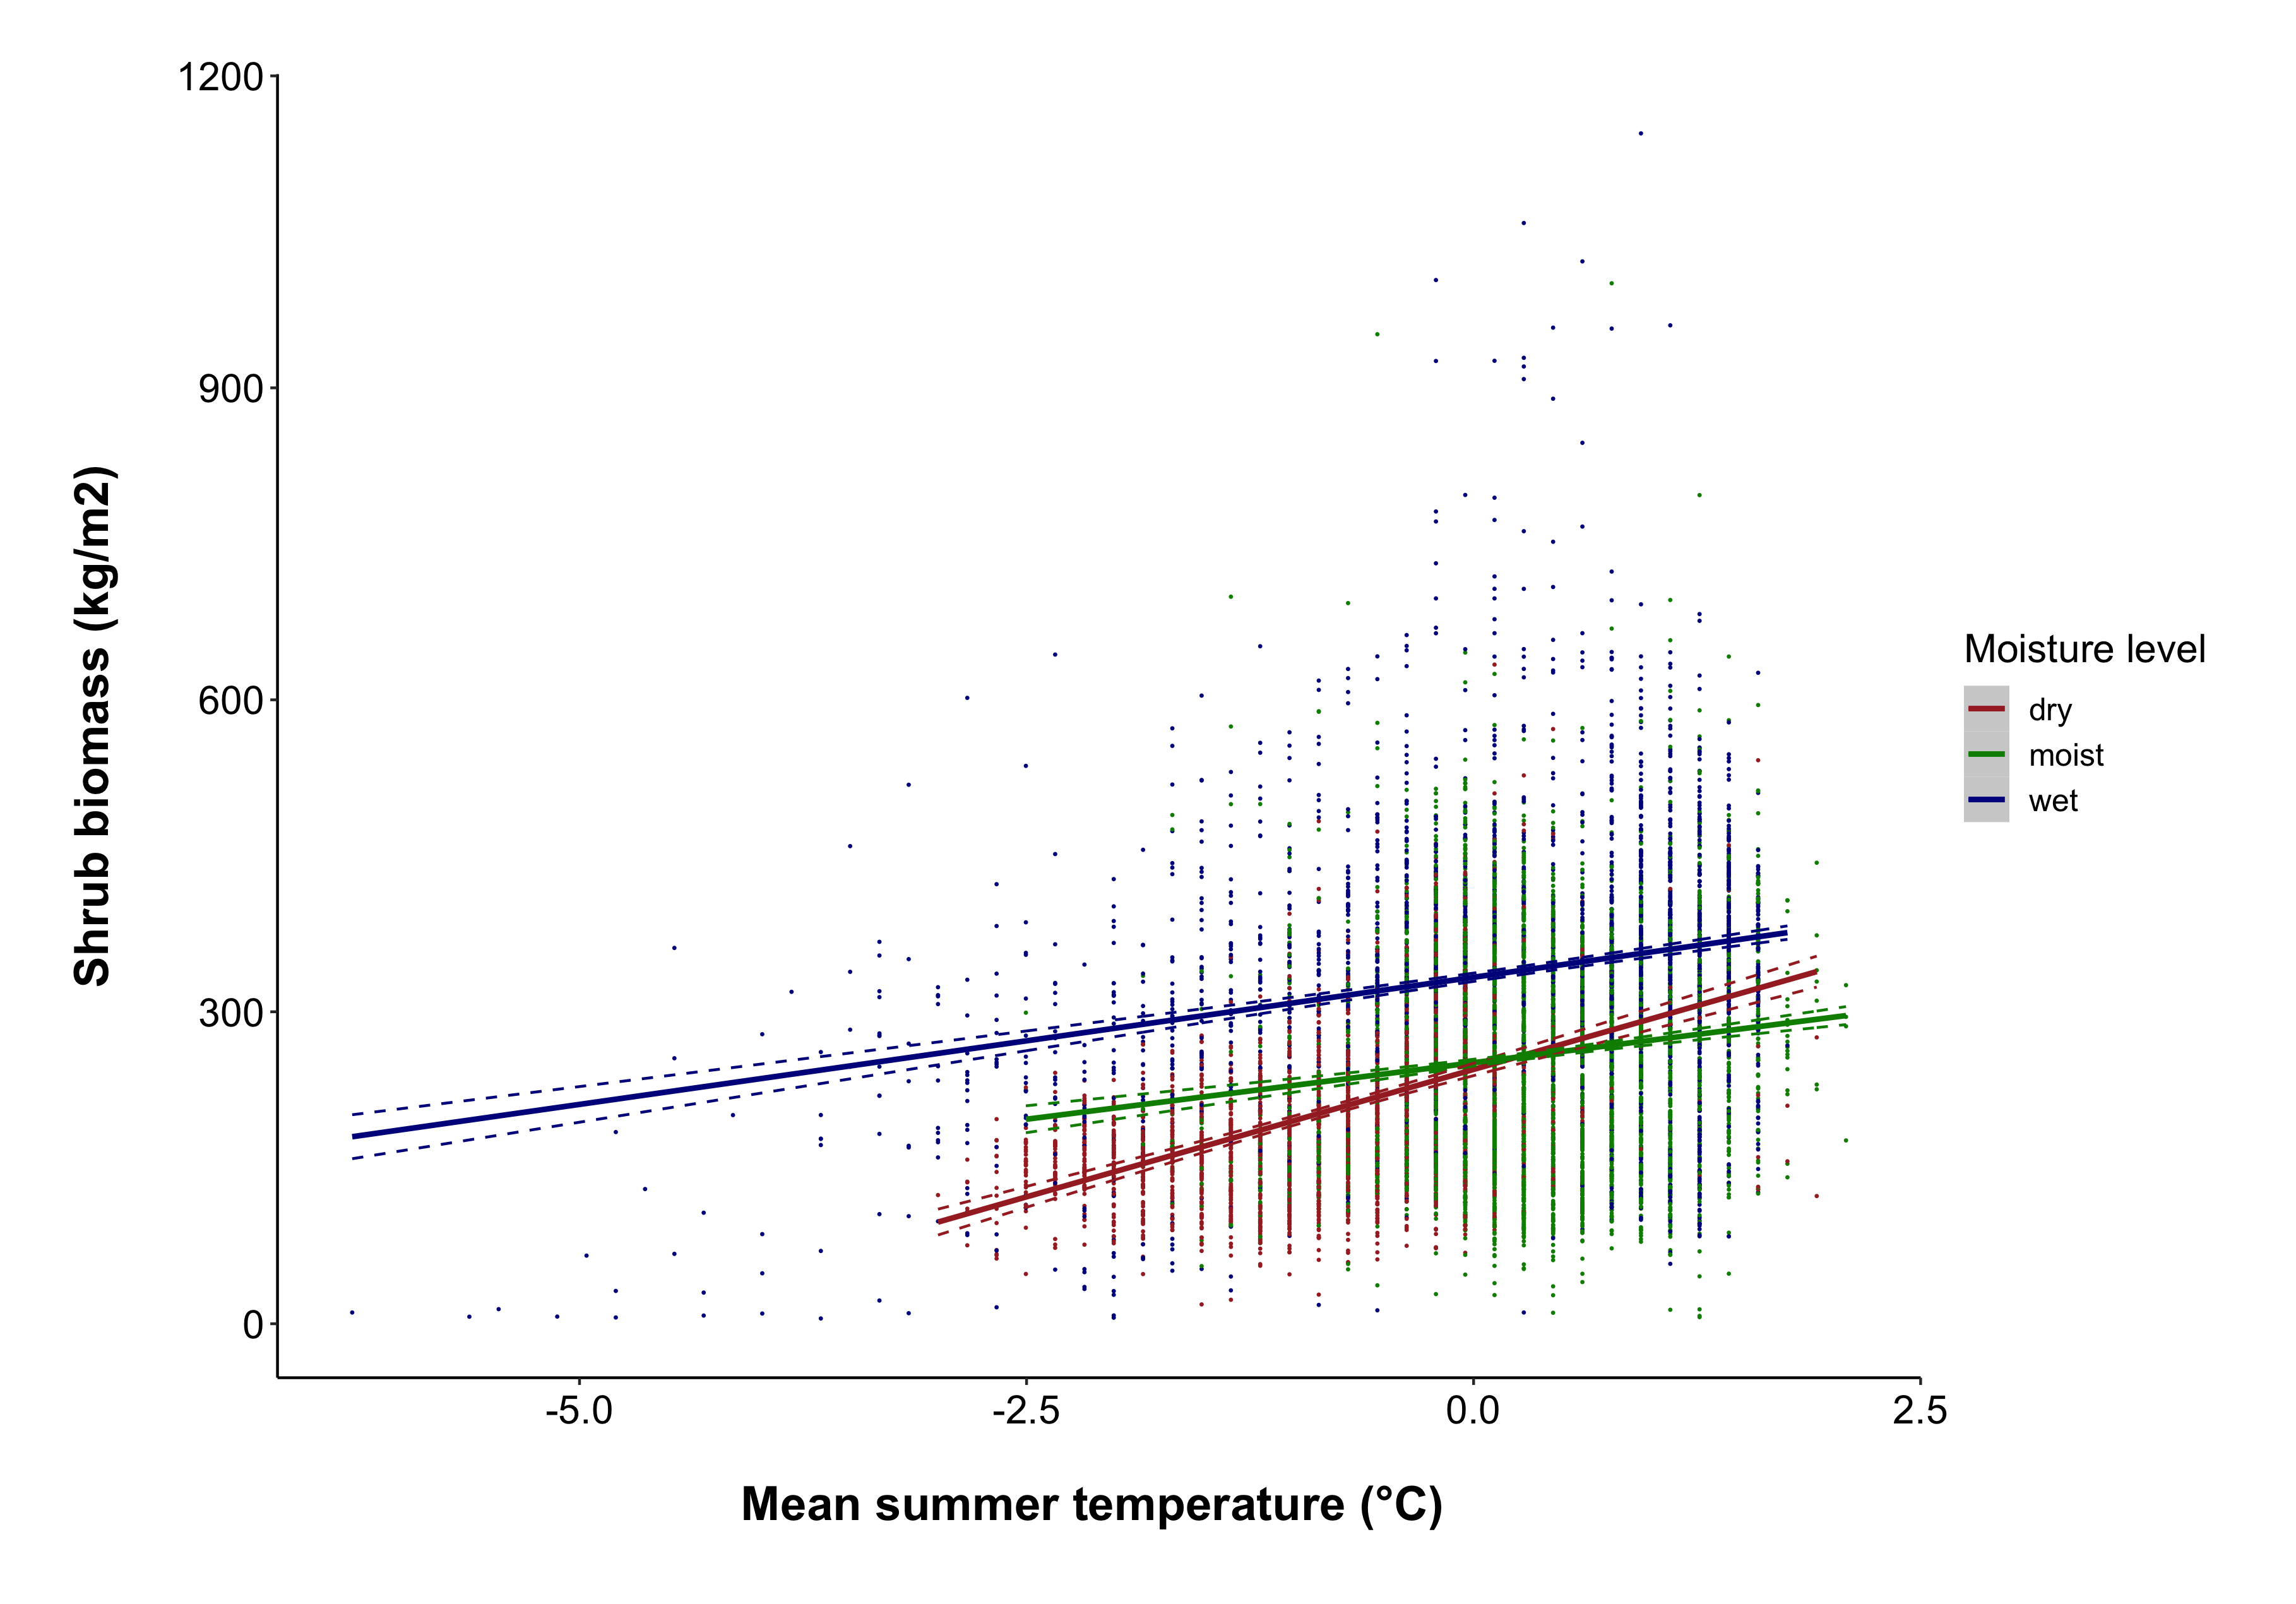 1200
900
600
300
0
Shrub biomass (kg/m2)
-5.0
-2.5
0.0
2.5
Mean summer temperature (°C)
Moisture level
dry
moist
wet